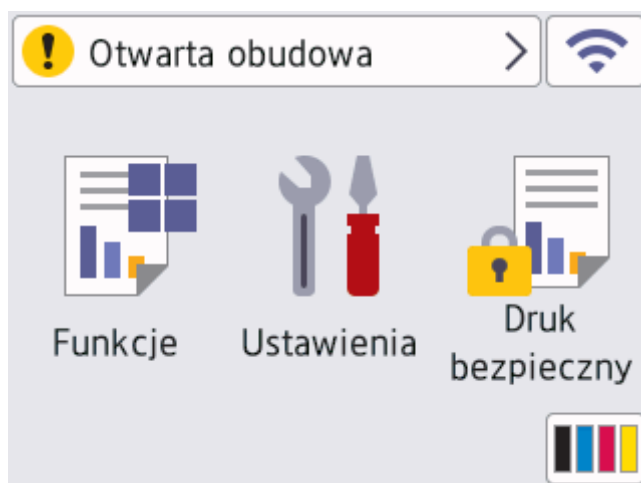 Otwarta obudowa
Funkcje
Ustawienia
Druk
bezpieczny